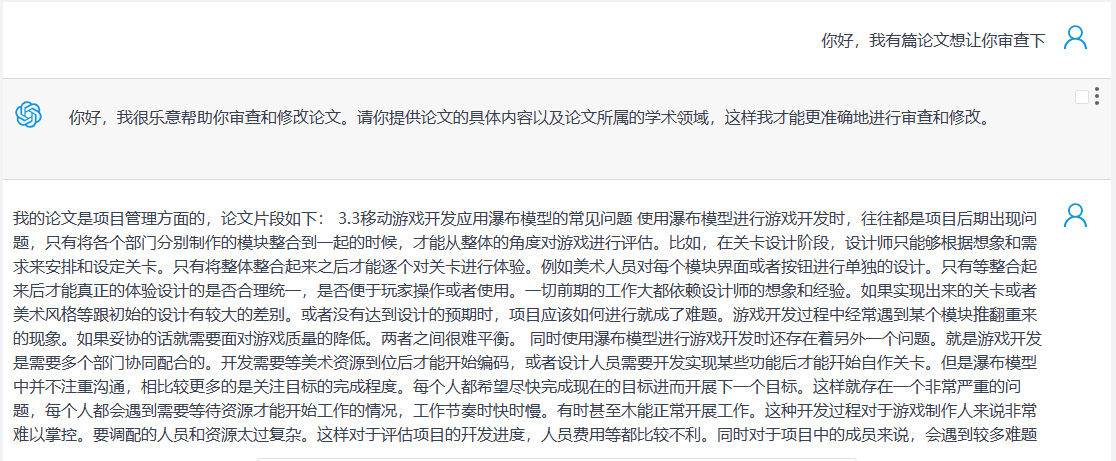 你好，我有篇论文想让你审查下
你好，我很乐意帮助你审查和修改论文。请你提供论文的具体内容以及论文所属的学术领域，这样我才能更准确地进行审查和修改。
我的论文是项目管理方面的，论文片段如下： 3.3移动游戏开发应用瀑布模型的常见问题 使用瀑布模型进行游戏开发时，往往都是项目后期出现问
题，只有将各个部门分别制作的模块整合到一起的时候，才能从整体的角度对游戏进行评估。比如，在关卡设计阶段，设计师只能够根据想象和需
求来安排和设定关卡。只有将整体整合起来之后才能逐个对关卡进行体验。例如美术人员对每个模块界面或者按钮进行单独的设计。只有等整合起
来后才能真正的体验设计的是否合理统一，是否便于玩家操作或者使用。一切前期的工作大都依赖设计师的想象和经验。如果实现出来的关卡或者
美术风格等跟初始的设计有较大的差别。或者没有达到设计的预期时，项目应该如何进行就成了难题。游戏开发过程中经常遇到某个模块推翻重来
的现象。如果妥协的话就需要面对游戏质量的降低。两者之间很难平衡。 同时使用瀑布模型进行游戏开发时还存在着另外一个问题。就是游戏开发
是需要多个部门协同配合的。开发需要等美术资源到位后才能开始编码，或者设计人员需要开发实现某些功能后才能开始自作关卡。但是瀑布模型
中并不注重沟通，相比较更多的是关注目标的完成程度。每个人都希望尽快完成现在的目标进而开展下一个目标。这样就存在一个非常严重的问
题，每个人都会遇到需要等待资源才能开始工作的情况，工作节奏时快时慢。有时甚至木能正常开展工作。这种开发过程对于游戏制作人来说非常
难以掌控。要调配的人员和资源太过复杂。这样对于评估项目的开发进度，人员费用等都比较不利。同时对于项目中的成员来说，会遇到较多难题